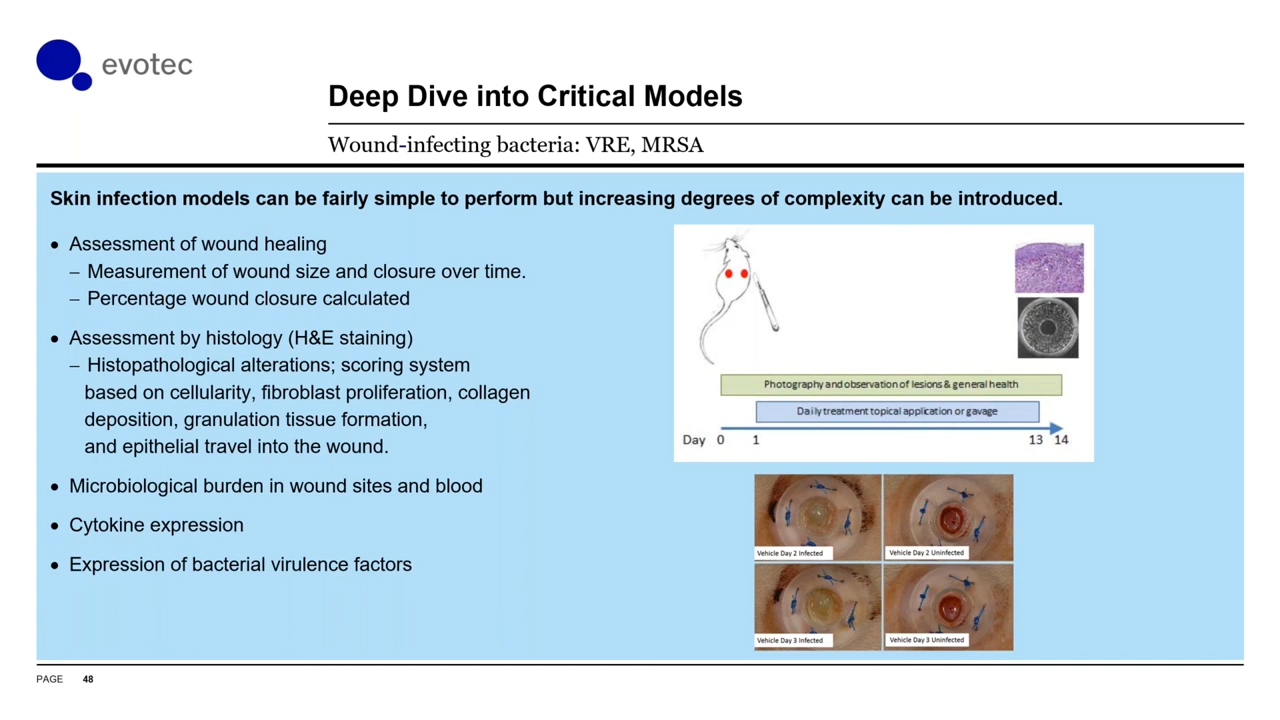 evotec
Deep Dive into Critical Models
Wound-infecting bacteria: VRE, MRSA
Skin infection models can be fairly simple to perform but increasing degrees of complexity can be introduced.
• Assessment of wound healing
– Measurement of wound size and closure over time.
– Percentage wound closure calculated
• Assessment by histology (H&E staining)
– Histopathological alterations; scoring system
based on cellularity, fibroblast proliferation, collagen
deposition, granulation tissue formation,
and epithelial travel into the wound.
• Microbiological burden in wound sites and blood
• Cytokine expression
• Expression of bacterial virulence factors
Photography and observation of lesions & general health
Daily treatment topical application or gavage
Day 0 1 13 14
Vehicle Day 2 Infected
Vehicle Day 2 Uninfected
Vehicle Day 3 Infected
Vehicle Day 3 Uninfected
PAGE 48